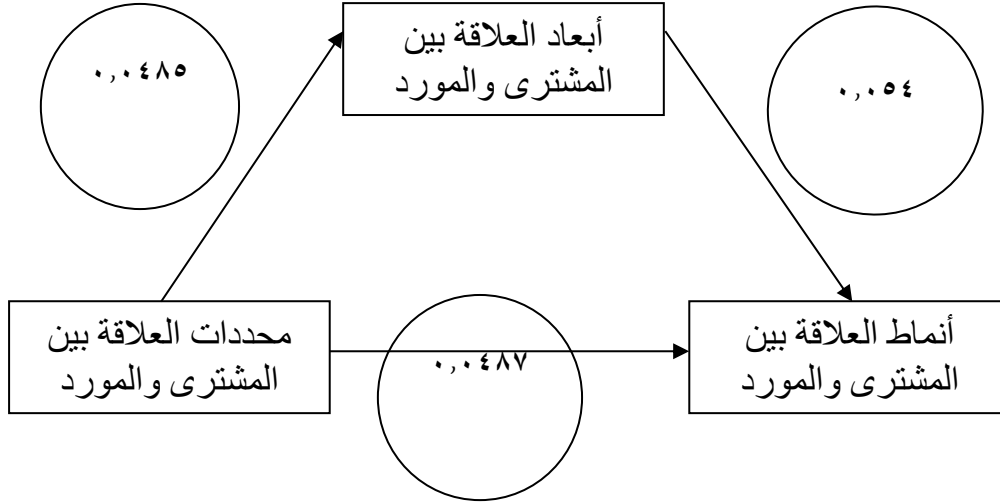 أبعاد العلاقة بين
المشترى والمورد
٠,٠٤٨٥
٠,٠٥٤
محددات العلاقة بين
المشترى والمورد
٠,٠٤٨٧
أنماط العلاقة بين
المشترى والمورد